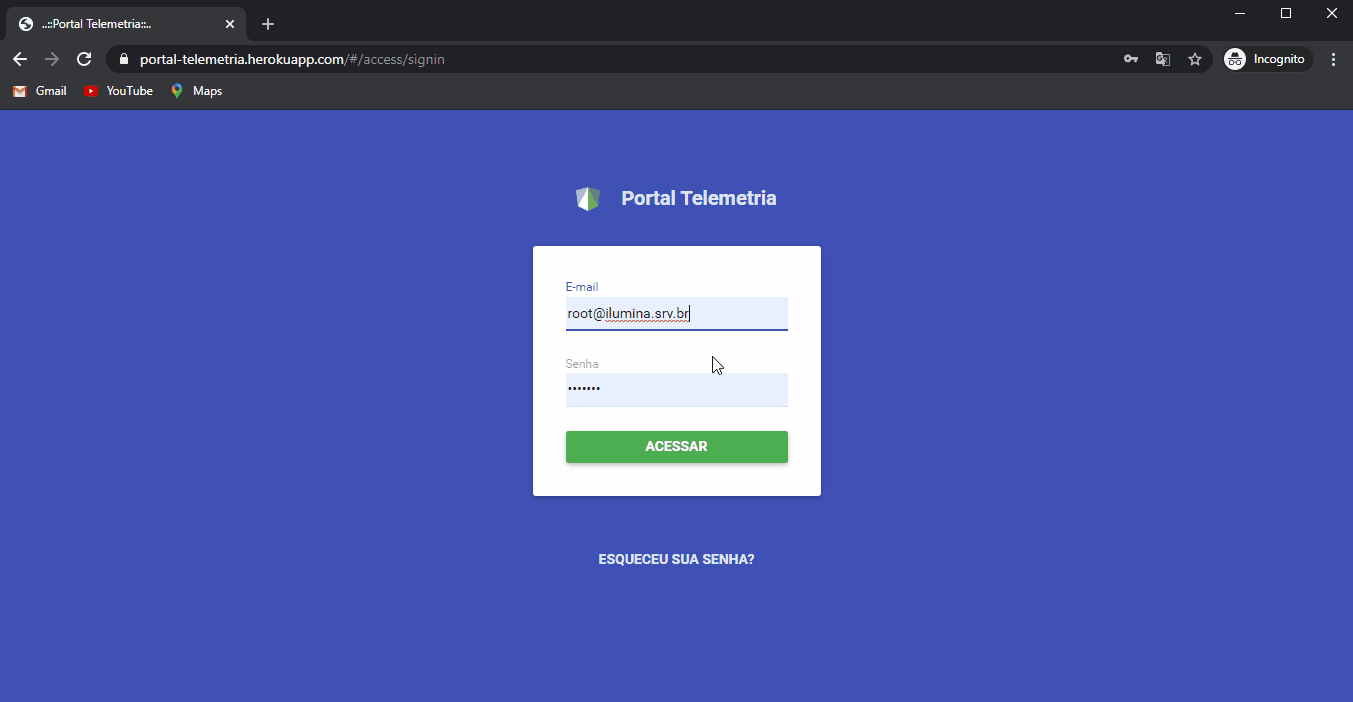 ..::Portal Telemetria::..
portal-telemetria.herokuapp.com/#/access/signin
Incognito
Gmail
YouTube
Maps
Portal Telemetria
E-mail
root@ilumina.srv.br
Senha
•••••••
ACESSAR
ESQUECEU SUA SENHA?